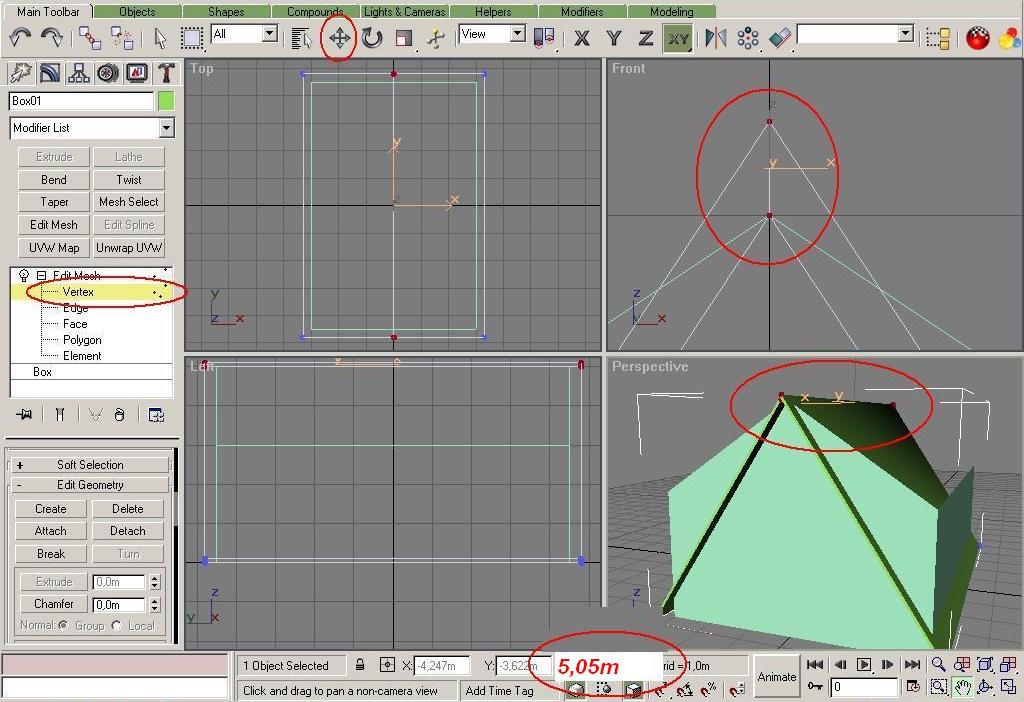 Main Toolbar Objects Shapes Compounds Lights & Cameras Helpers Modifiers Modeling
All View X Y Z XY
Box01
Modifier List
Extrude Lathe
Bend Twist
Taper Mesh Select
Edit Mesh Edit Spline
UVW Map Unwrap UVW
Edit Mesh
Vertex
Edge
Face
Polygon
Element
Box
+ Soft Selection
- Edit Geometry
Create Delete
Attach Detach
Break Turn
Extrude 0,0m
Chamfer 0,0m
Normal: Group Local
Top
y
x
z
y
z x
Front
z
y x
z
x
Left
z
y x
Perspective
x y
z
1 Object Selected X: -4,247m Y: -3,622m 5,05m rid = 1,0m
Click and drag to pan a non-camera view Add Time Tag
Animate
0